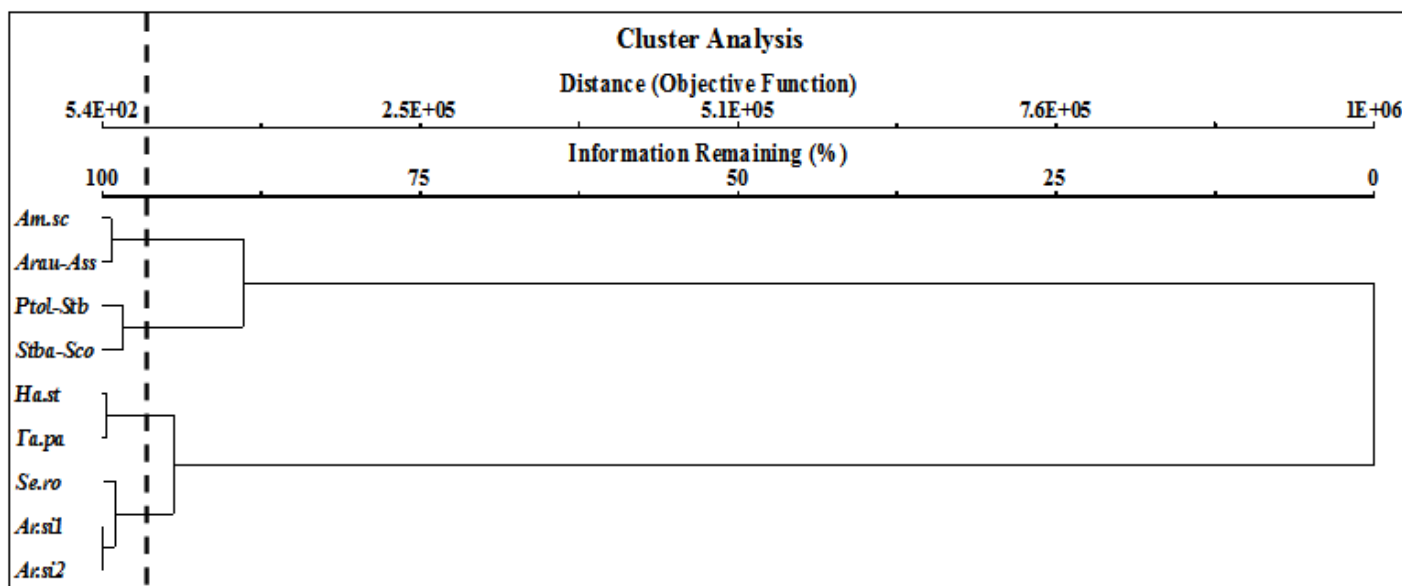 Cluster Analysis
Distance (Objective Function)
5.4E+02 2.5E+05 5.1E+05 7.6E+05 1E+06
Information Remaining (%)
100 75 50 25 0
Am.sc
Arau-Ass
Ptol-Stb
Stba-Sco
Ha.st
Ta.pa
Se.ro
Ar.si1
Ar.si2